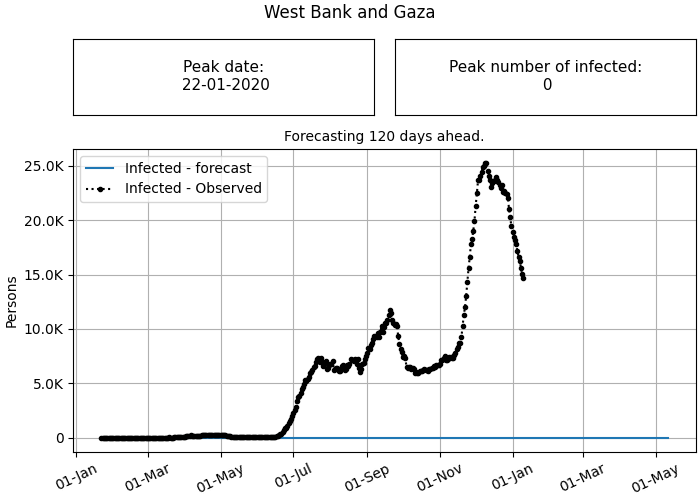 West Bank and Gaza
Peak date:
22-01-2020
Peak number of infected:
0
Forecasting 120 days ahead.
Infected - forecast
Infected - Observed
Persons
25.0K
20.0K
15.0K
10.0K
5.0K
0
01-Jan
01-Mar
01-May
01-Jul
01-Sep
01-Nov
01-Jan
01-Mar
01-May